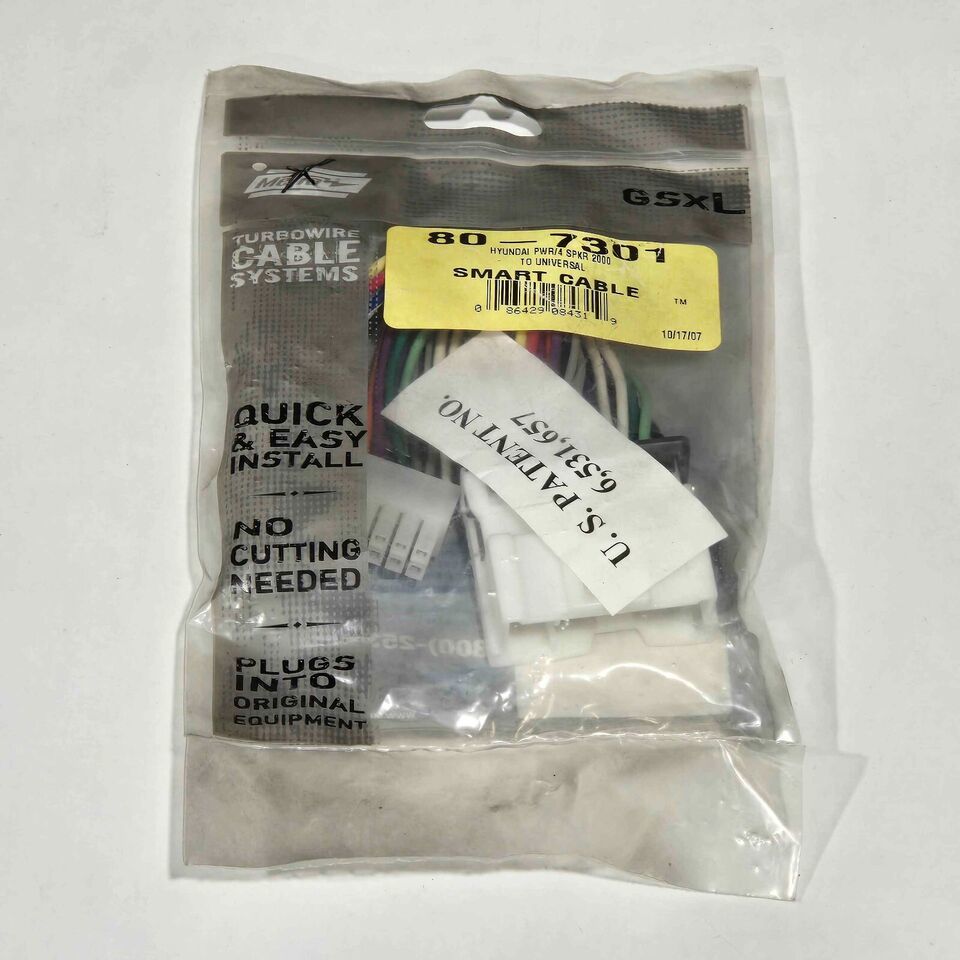 GSXL
TURBOWIRE
CABLE
SYSTEMS
80-7301
HYUNDAI PWR/4 SPKR 2000
TO UNIVERSAL
SMART CABLE
TM
0 86429 08431 9
10/17/07
U.S. PATENT NO.
6,531,657
QUICK
& EASY
INSTALL
NO
CUTTING
NEEDED
PLUGS
INTO
ORIGINAL
EQUIPMENT